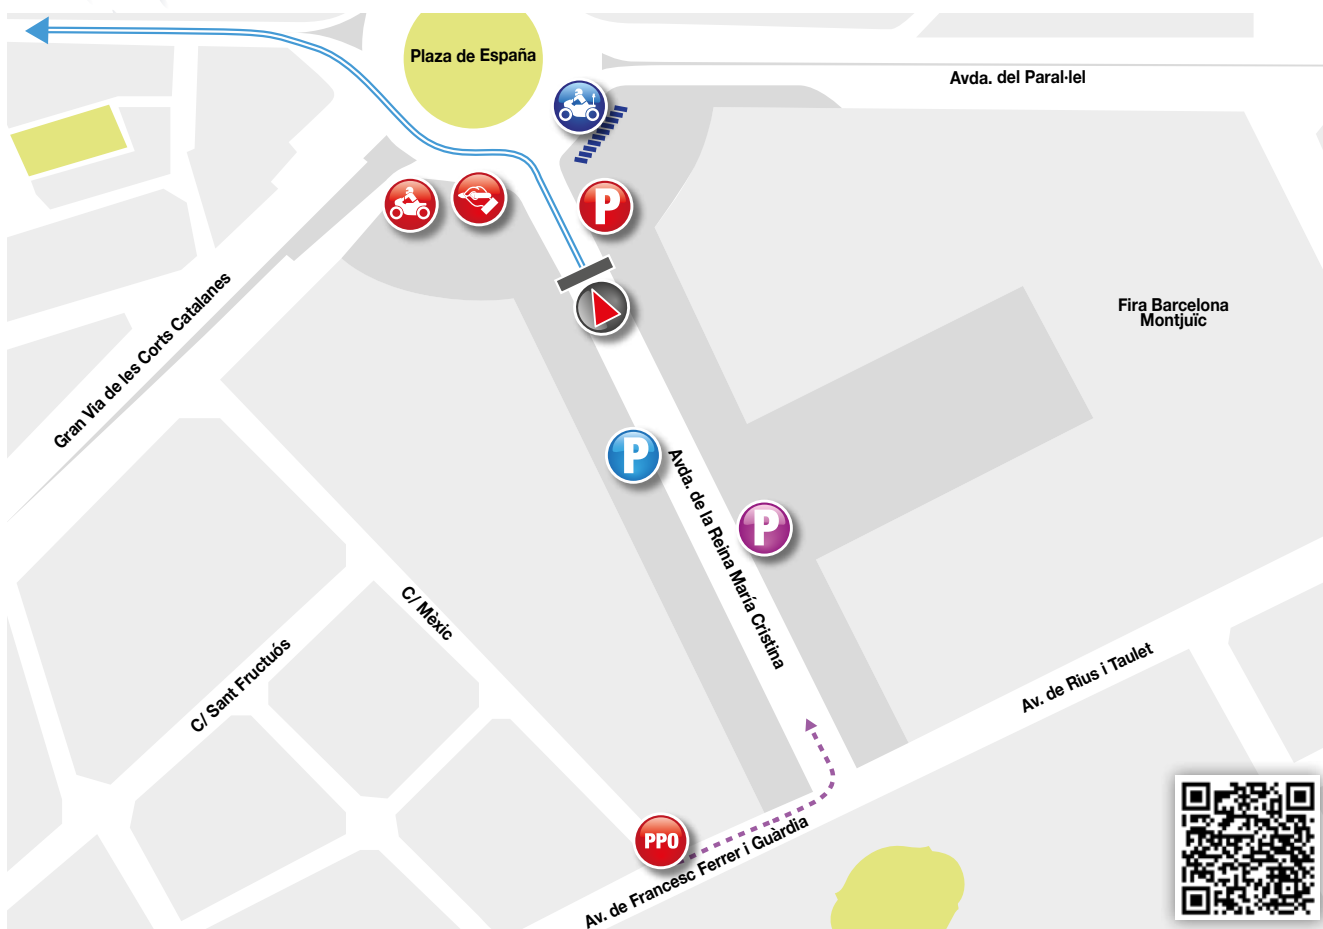 Plaza de España
Avda. del Paral·lel
P
Gran Via de les Corts Catalanes
Fira Barcelona
Montjuïc
P
Avda. de la Reina María Cristina
P
C/ Mèxic
C/ Sant Fructuós
Av. de Rius i Taulet
PPO
Av. de Francesc Ferrer i Guàrdia